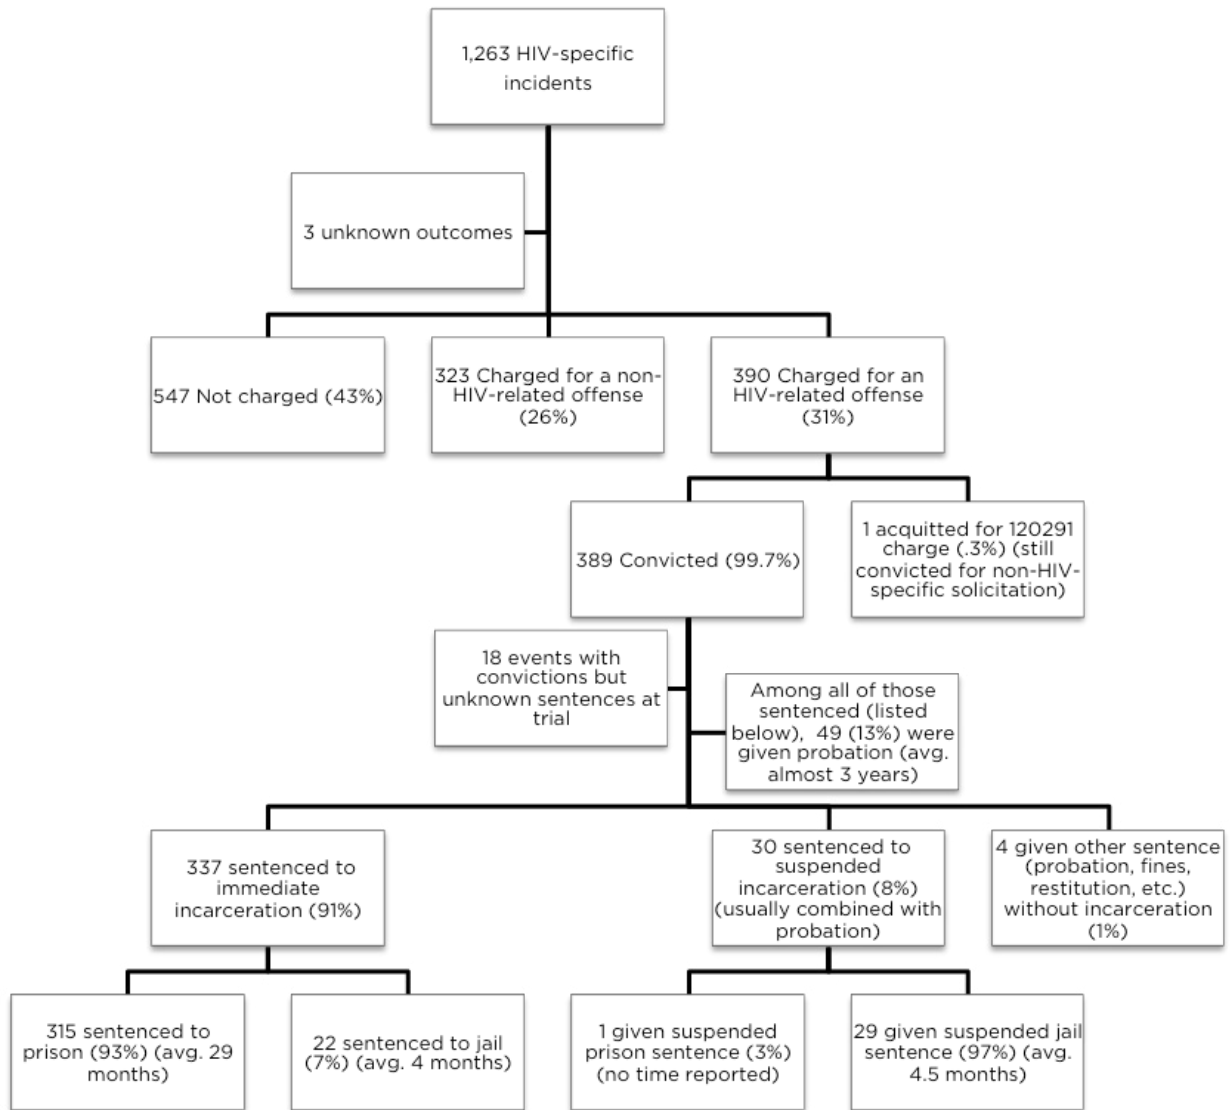 1,263 HIV-specific
incidents
3 unknown outcomes
547 Not charged (43%)
323 Charged for a non-
HIV-related offense
(26%)
390 Charged for an
HIV-related offense
(31%)
389 Convicted (99.7%)
1 acquitted for 120291
charge (.3%) (still
convicted for non-HIV-
specific solicitation)
18 events with
convictions but
unknown sentences at
trial
Among all of those
sentenced (listed
below),  49 (13%) were
given probation (avg.
almost 3 years)
337 sentenced to
immediate
incarceration (91%)
30 sentenced to
suspended
incarceration (8%)
(usually combined with
probation)
4 given other sentence
(probation, fines,
restitution, etc.)
without incarceration
(1%)
315 sentenced to
prison (93%) (avg. 29
months)
22 sentenced to jail
(7%) (avg. 4 months)
1 given suspended
prison sentence (3%)
(no time reported)
29 given suspended jail
sentence (97%) (avg.
4.5 months)